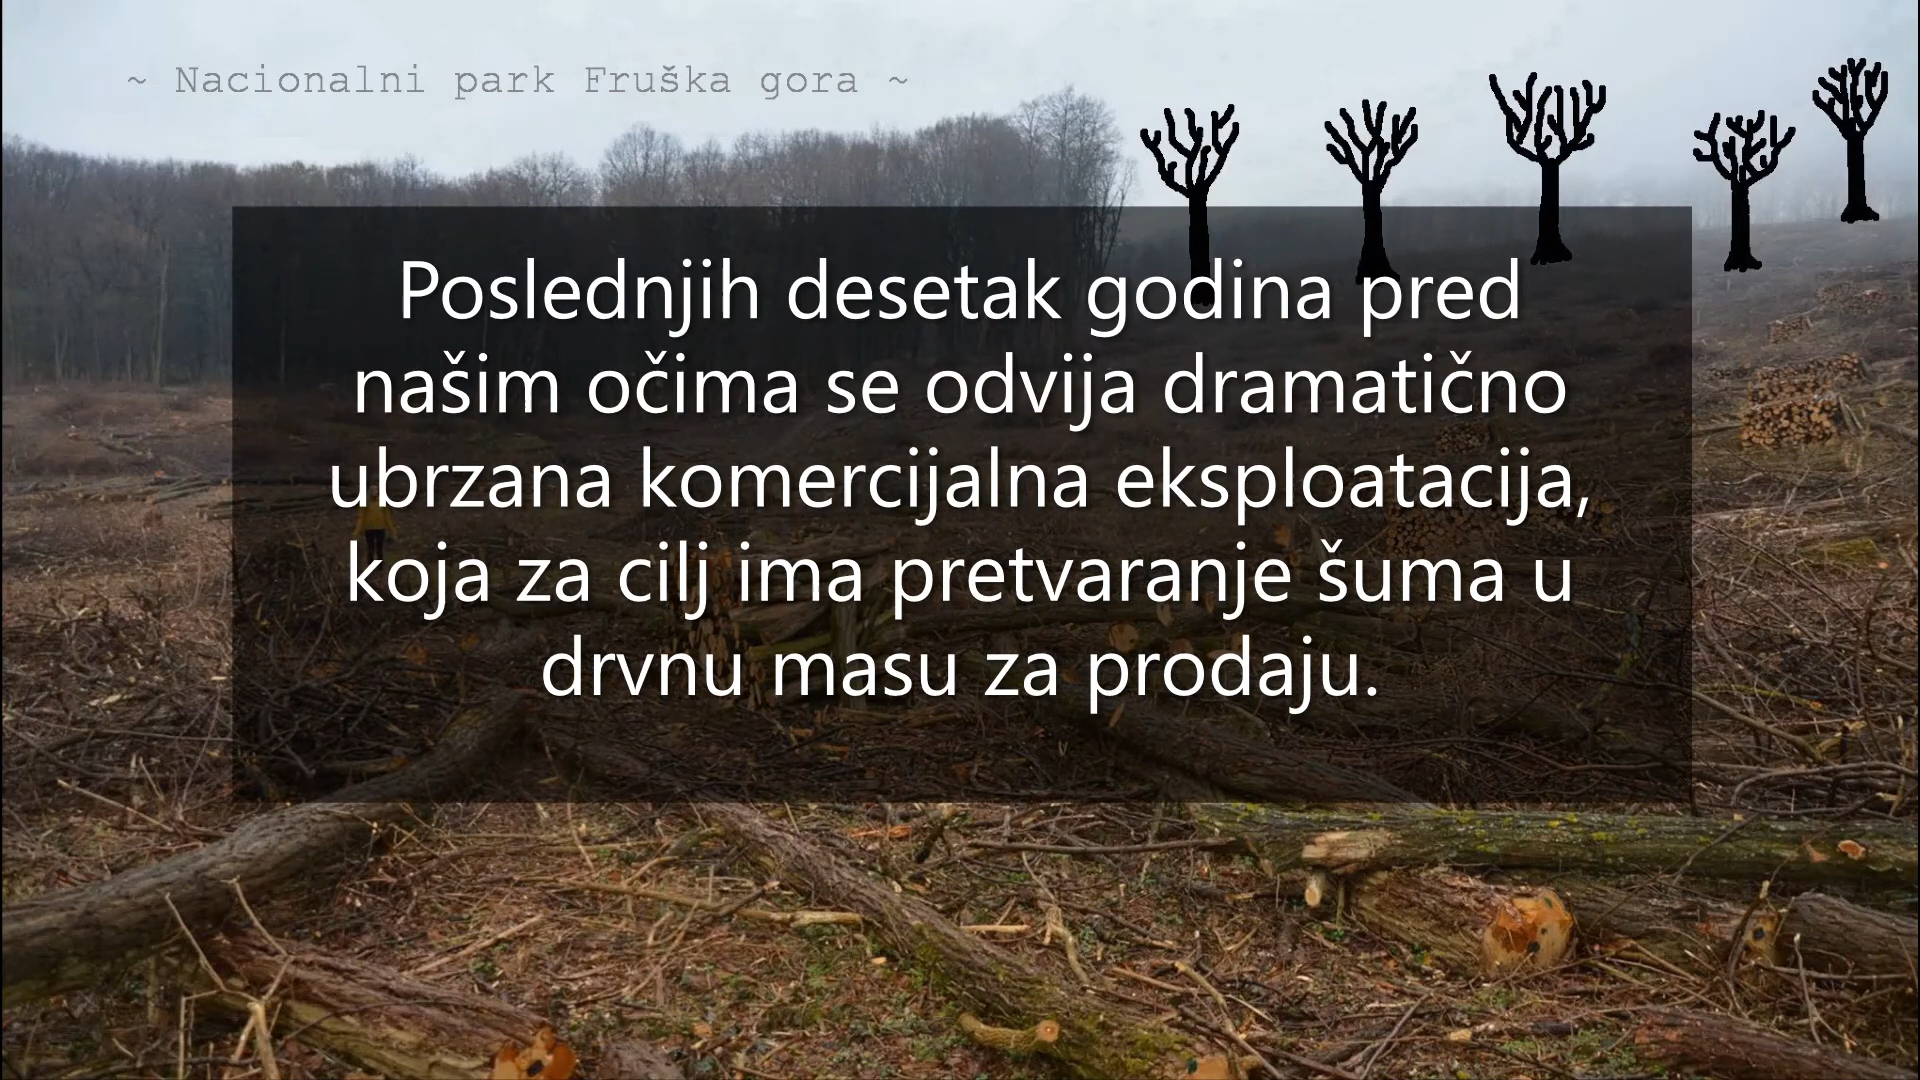 ~ Nacionalni park Fruška gora ~
Poslednjih desetak godina pred
našim očima se odvija dramatično
ubrzana komercijalna eksploatacija,
koja za cilj ima pretvaranje šuma u
drvnu masu za prodaju.